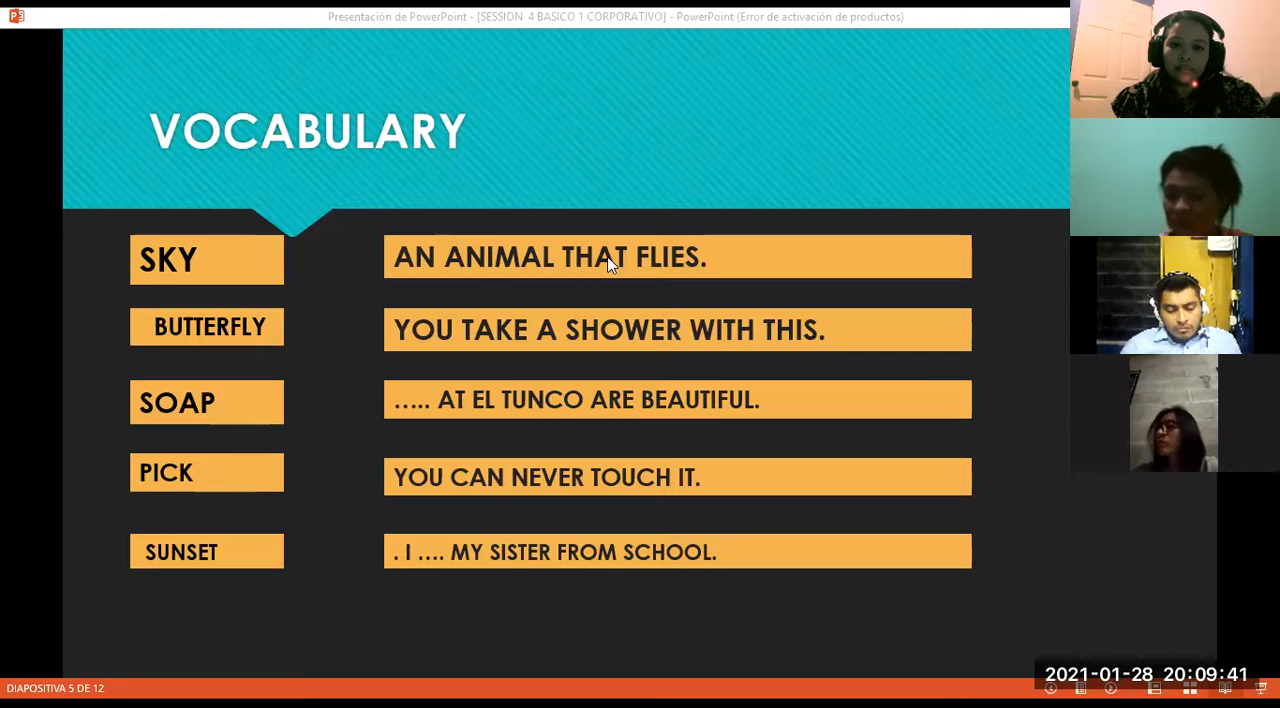 Presentación de PowerPoint - [SESSION 4 BASICO 1 CORPORATIVO] - PowerPoint (Error de activación de productos)
VOCABULARY
SKY
AN ANIMAL THAT FLIES.
BUTTERFLY
YOU TAKE A SHOWER WITH THIS.
SOAP
….. AT EL TUNCO ARE BEAUTIFUL.
PICK
YOU CAN NEVER TOUCH IT.
SUNSET
. I …. MY SISTER FROM SCHOOL.
2021-01-28 20:09:41
DIAPOSITIVA 5 DE 12